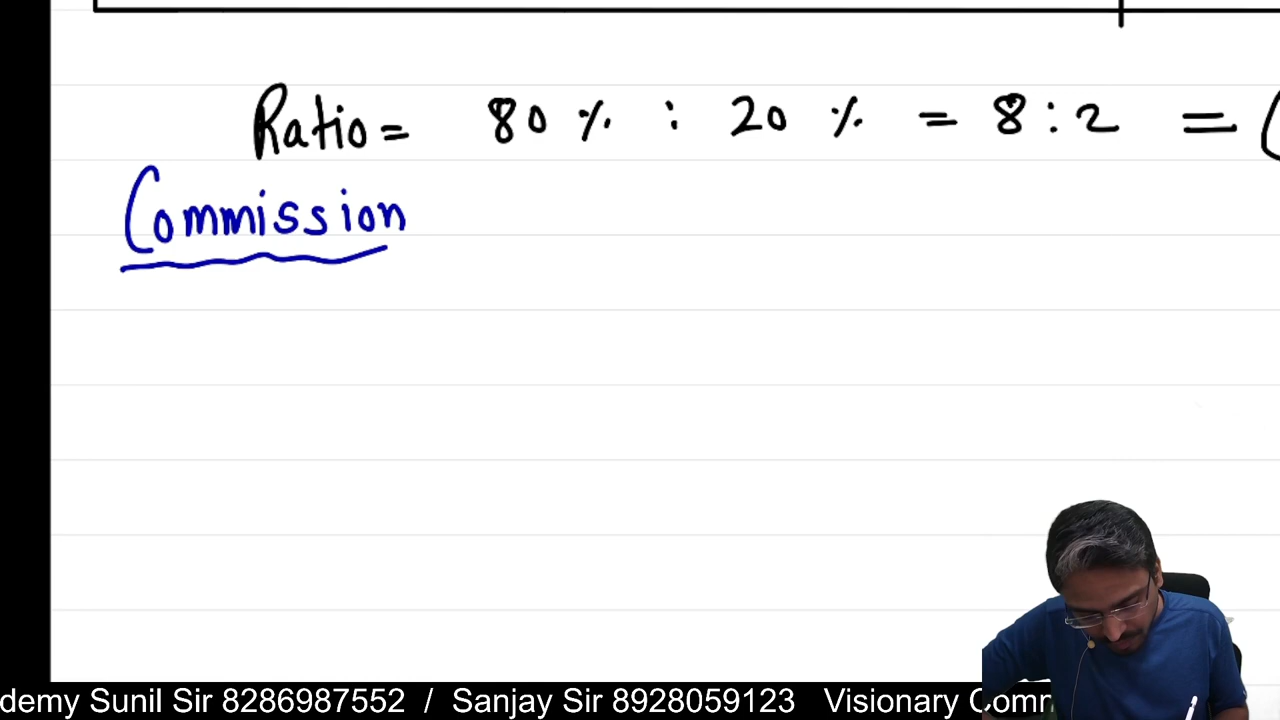 Ratio = 80 % : 20 % = 8 : 2 = (
Commission
demy Sunil Sir 8286987552 / Sanjay Sir 8928059123 Visionary Comm